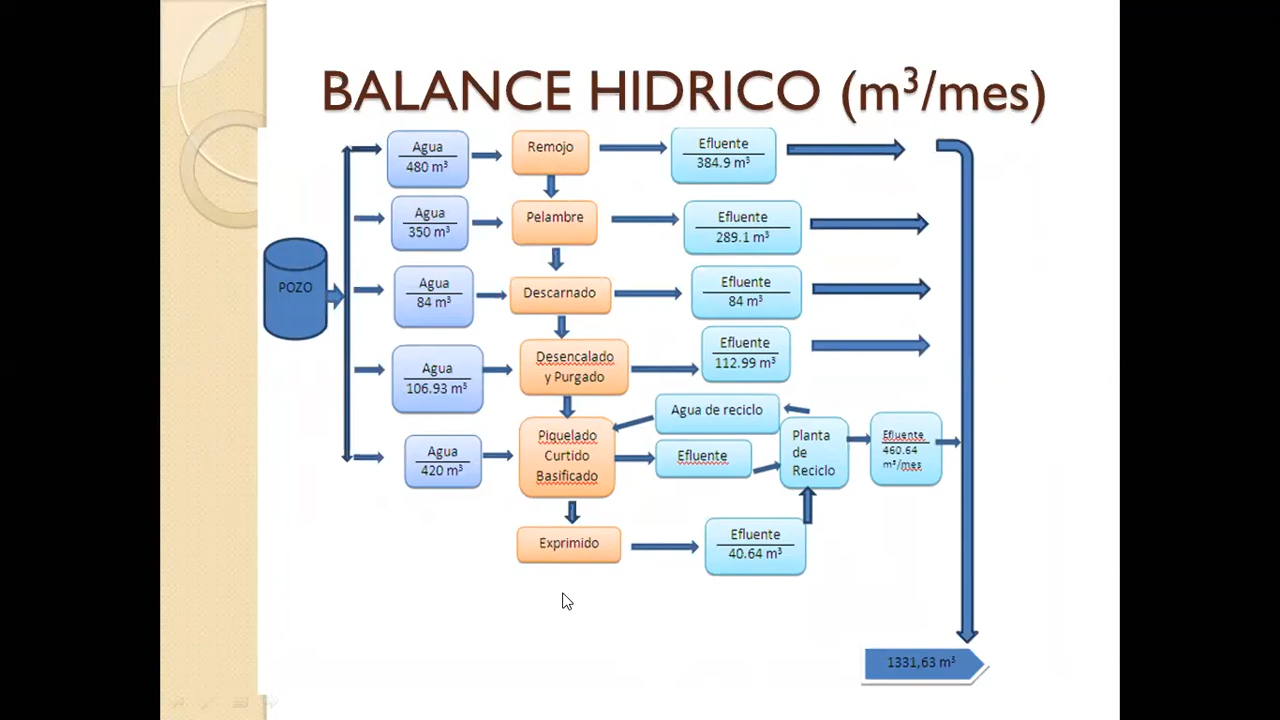 BALANCE HIDRICO (m³/mes)
Agua
480 m³
Remojo
Efluente
384.9 m³
Agua
350 m³
Pelambre
Efluente
289.1 m³
POZO
Agua
84 m³
Descarnado
Efluente
84 m³
Agua
106.93 m³
Desencalado
y Purgado
Efluente
112.99 m³
Agua de reciclo
Agua
420 m³
Piquelado
Curtido
Basificado
Efluente
Planta
de
Reciclo
Efluente
460.64
m³/mes
Exprimido
Efluente
40.64 m³
1331,63 m³